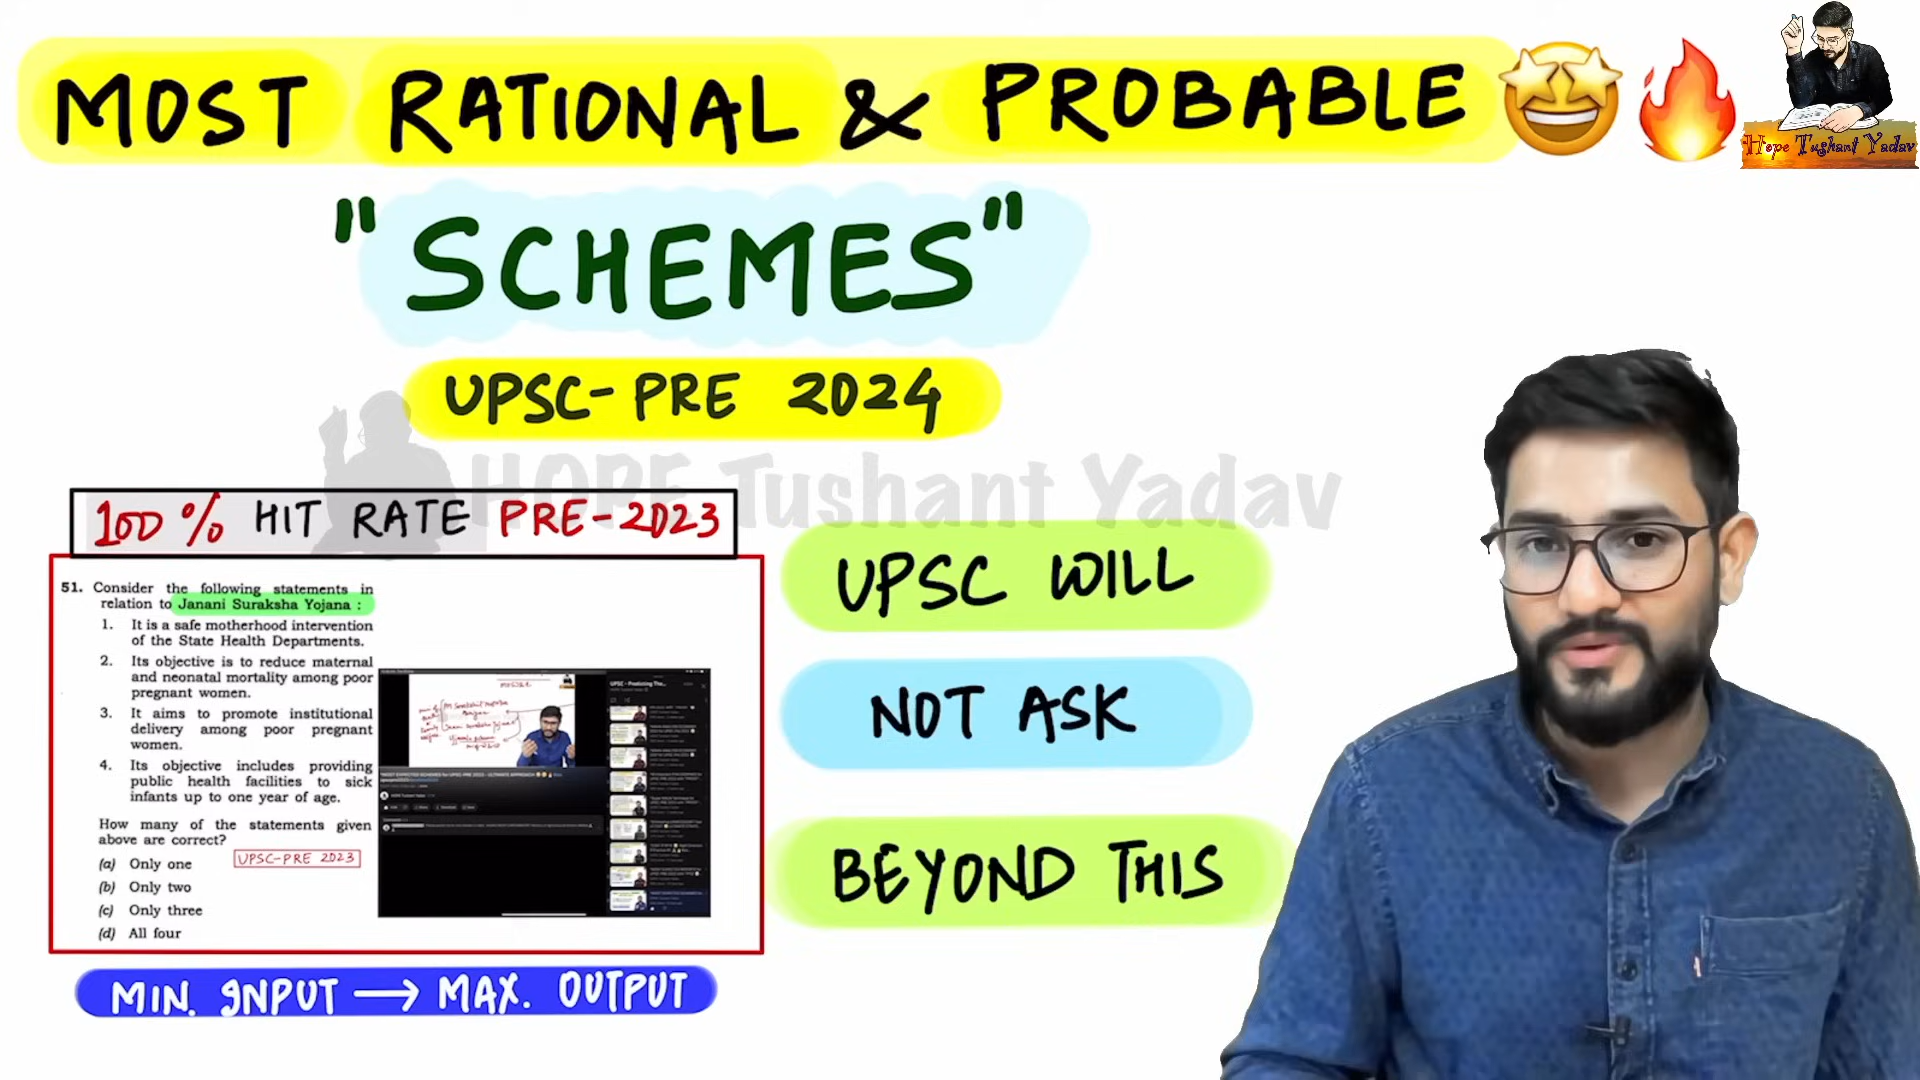 MOST RATIONAL & PROBABLE
Hope Tushant Yadav
"SCHEMES"
UPSC-PRE 2024
HOPE Tushant Yadav
100% HIT RATE PRE-2023
51. Consider the following statements in
relation to Janani Suraksha Yojana :
1. It is a safe motherhood intervention
of the State Health Departments.
2. Its objective is to reduce maternal
and neonatal mortality among poor
pregnant women.
3. It aims to promote institutional
delivery among poor pregnant
women.
4. Its objective includes providing
public health facilities to sick
infants up to one year of age.
How many of the statements given
above are correct?
UPSC-PRE 2023
(a) Only one
(b) Only two
(c) Only three
(d) All four
UPSC WILL
NOT ASK
BEYOND THIS
MIN. INPUT → MAX. OUTPUT